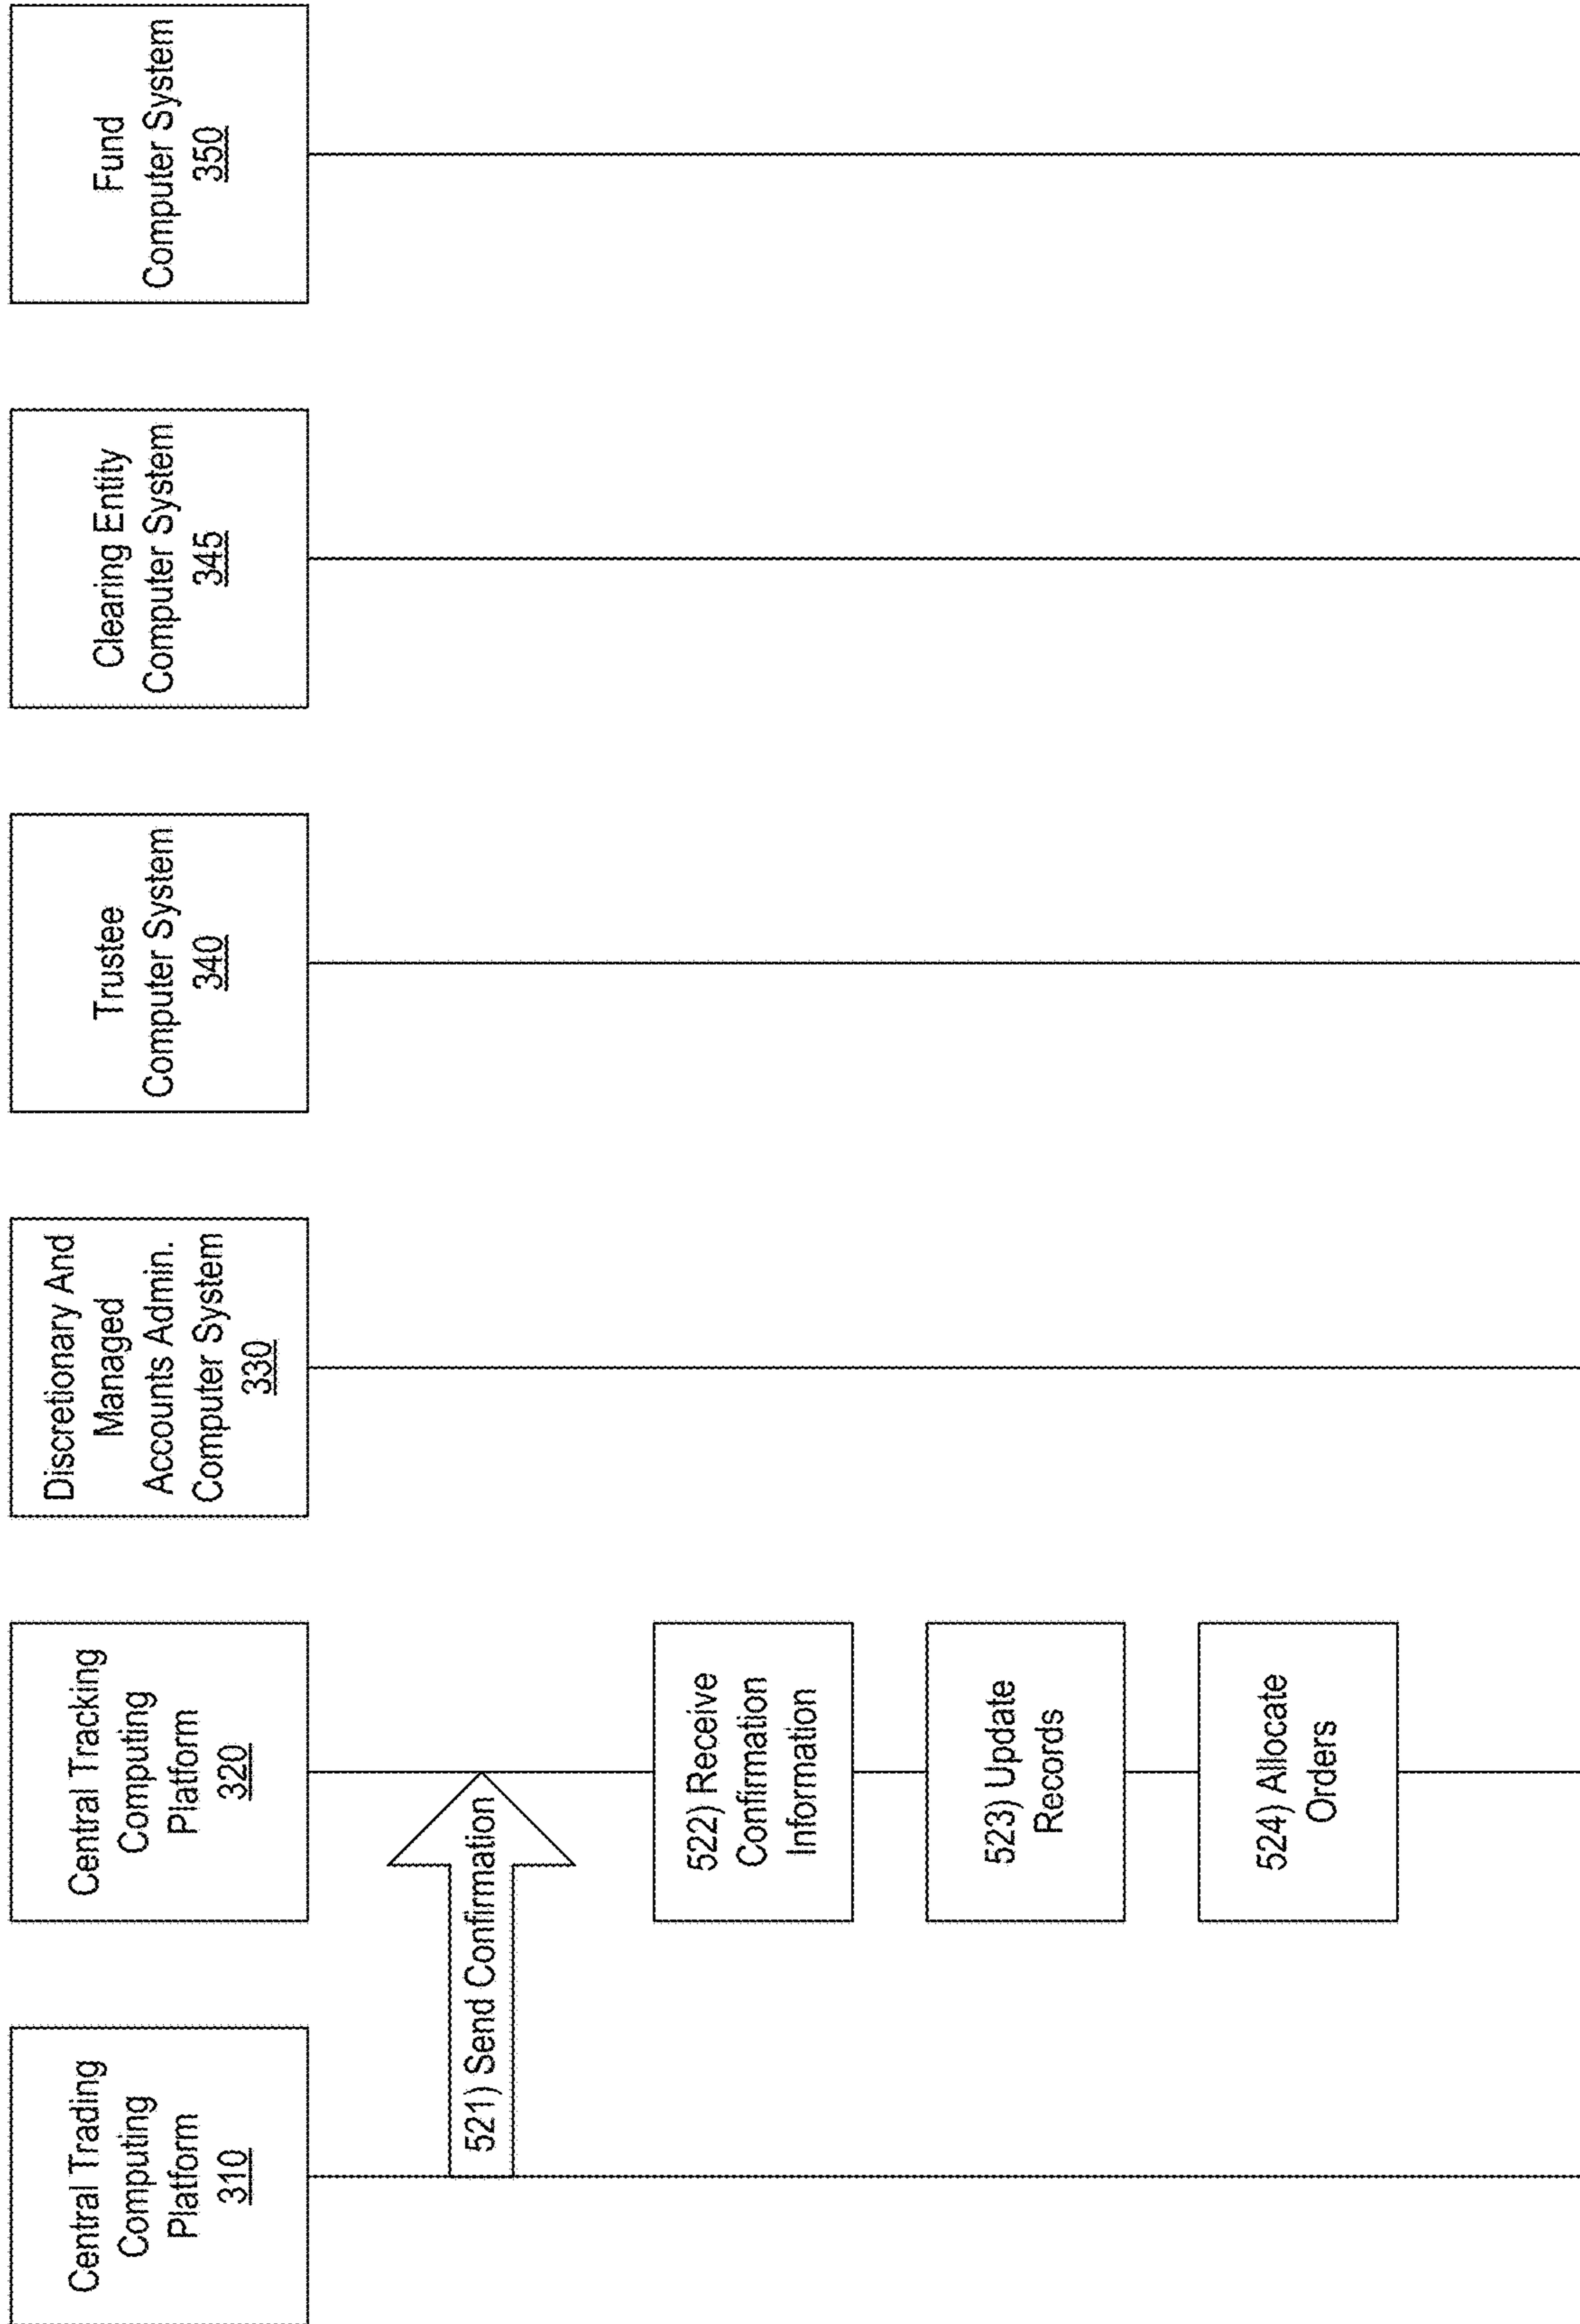 Central Trading
Computing
Platform
310
Central Tracking
Computing
Platform
320
Discretionary And
Managed
Accounts Admin.
Computer System
330
Trustee
Computer System
340
Clearing Entity
Computer System
345
Fund
Computer System
350
521) Send Confirmation
522) Receive
Confirmation
Information
523) Update
Records
524) Allocate
Orders